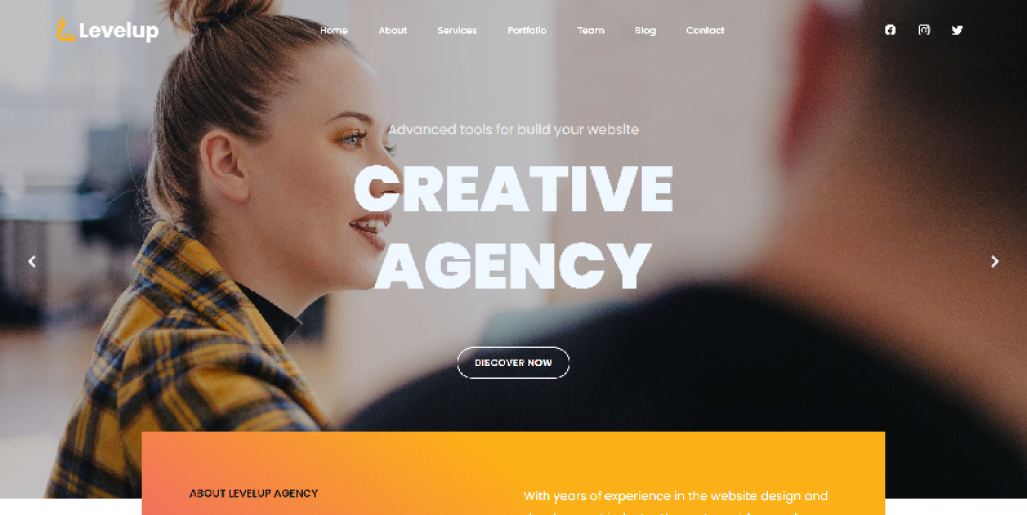 Levelup
Home About Services Portfolio Team Blog Contact
Advanced tools for build your website
CREATIVE
AGENCY
DISCOVER NOW
ABOUT LEVELUP AGENCY
With years of experience in the website design and